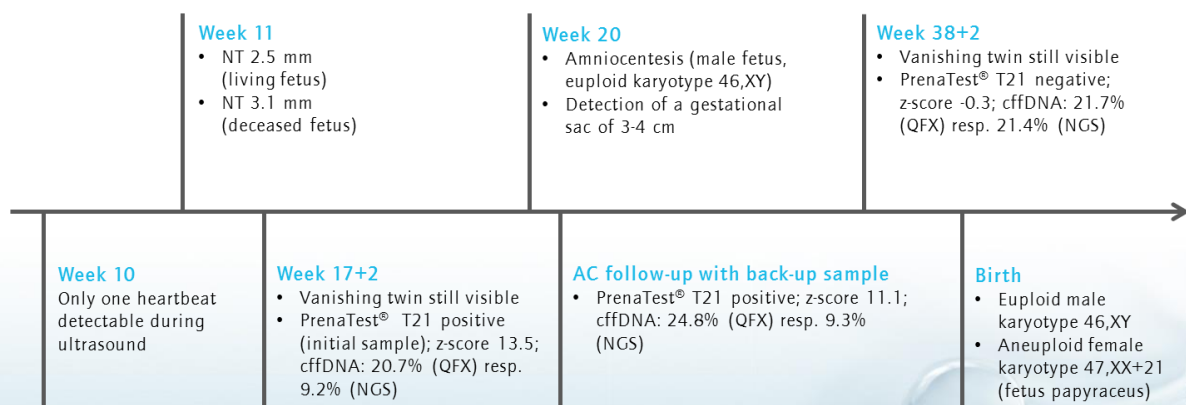 Week 11
• NT 2.5 mm
(living fetus)
• NT 3.1 mm
(deceased fetus)
Week 20
• Amniocentesis (male fetus,
euploid karyotype 46,XY)
• Detection of a gestational
sac of 3-4 cm
Week 38+2
• Vanishing twin still visible
• PrenaTest® T21 negative;
z-score -0.3; cffDNA: 21.7%
(QFX) resp. 21.4% (NGS)
Week 10
Only one heartbeat
detectable during
ultrasound
Week 17+2
• Vanishing twin still visible
• PrenaTest® T21 positive
(initial sample); z-score 13.5;
cffDNA: 20.7% (QFX) resp.
9.2% (NGS)
AC follow-up with back-up sample
• PrenaTest® T21 positive; z-score 11.1;
cffDNA: 24.8% (QFX) resp. 9.3%
(NGS)
Birth
• Euploid male
karyotype 46,XY
• Aneuploid female
karyotype 47,XX+21
(fetus papyraceus)